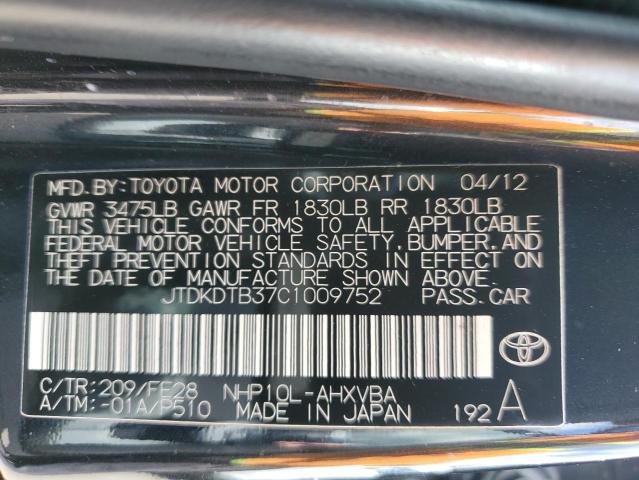 MFD.BY:TOYOTA MOTOR CORPORATION 04/12
GVWR 3475LB GAWR FR 1830LB RR 1830LB
THIS VEHICLE CONFORMS TO ALL APPLICABLE
FEDERAL MOTOR VEHICLE SAFETY, BUMPER, AND
THEFT PREVENTION STANDARDS IN EFFECT ON
THE DATE OF MANUFACTURE SHOWN ABOVE.
JTDKDTB37C1009752 PASS.CAR
C/TR:209/FE28 NHP10L-AHXVBA
A/TM:-01A/P510 MADE IN JAPAN 192 A